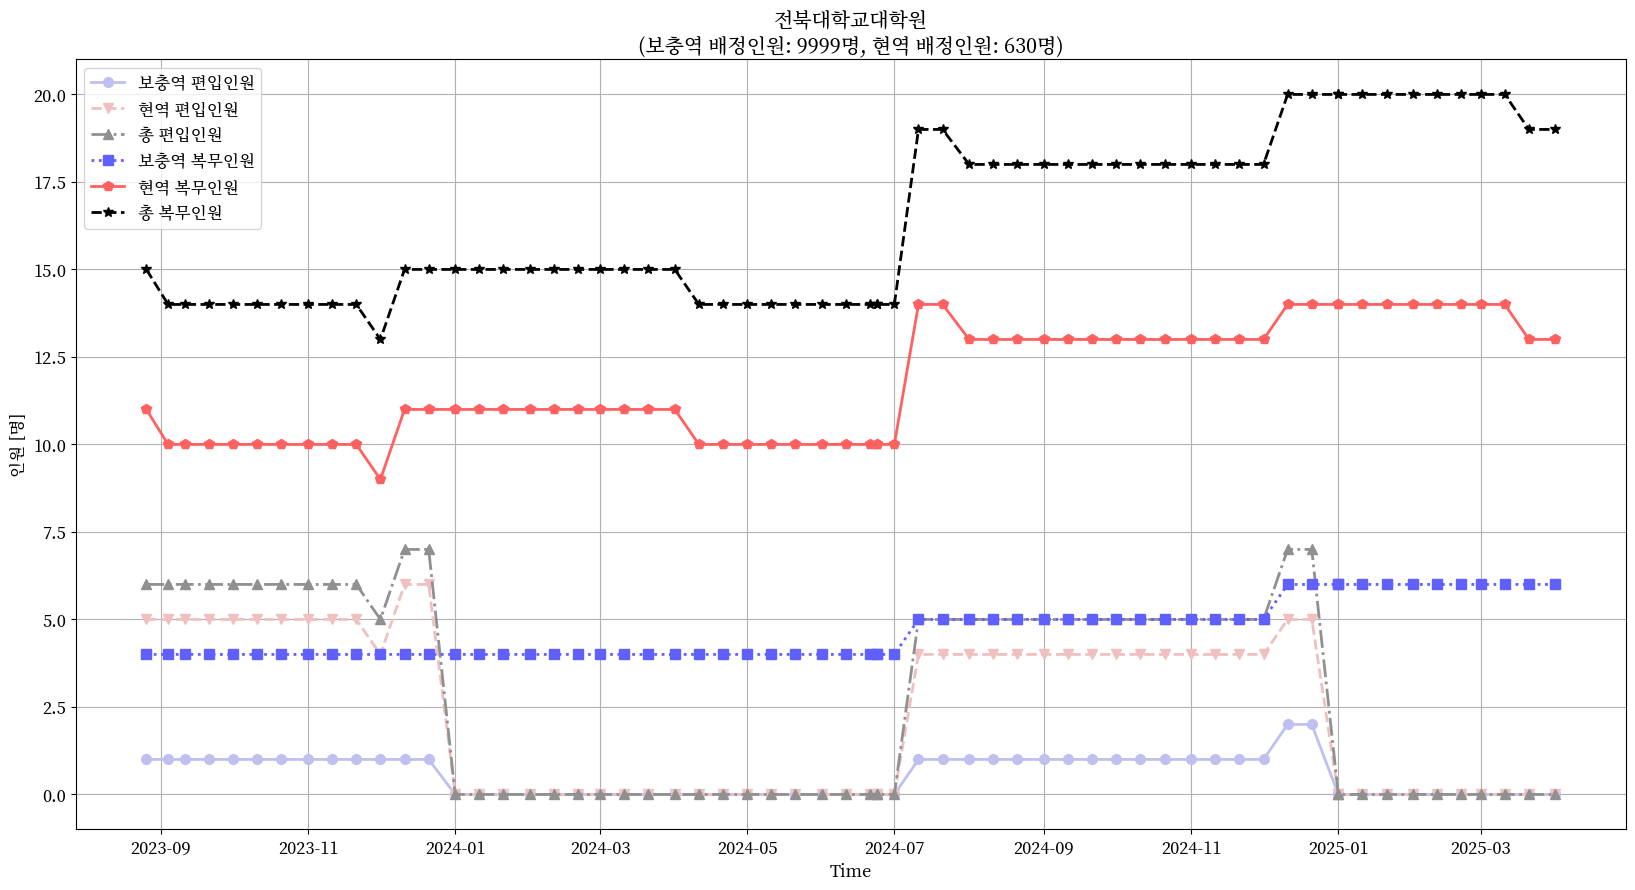 전북대학교대학원
(보충역 배정인원: 9999명, 현역 배정인원: 630명)
보충역 편입인원
현역 편입인원
총 편입인원
보충역 복무인원
현역 복무인원
총 복무인원
인원 [명]
20.0
17.5
15.0
12.5
10.0
7.5
5.0
2.5
0.0
2023-09
2023-11
2024-01
2024-03
2024-05
2024-07
2024-09
2024-11
2025-01
2025-03
Time